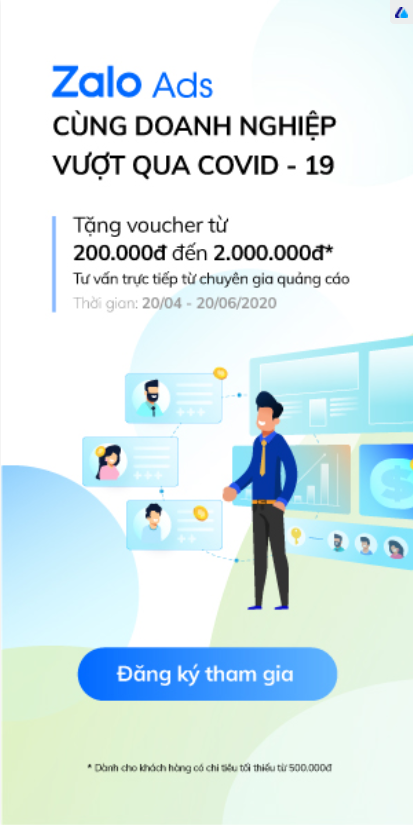 Zalo Ads
CÙNG DOANH NGHIỆP
VƯỢT QUA COVID - 19
Tặng voucher từ
200.000đ đến 2.000.000đ*
Tư vấn trực tiếp từ chuyên gia quảng cáo
Thời gian: 20/04 - 20/06/2020
Đăng ký tham gia
* Dành cho khách hàng có chi tiêu tối thiểu từ 500.000đ